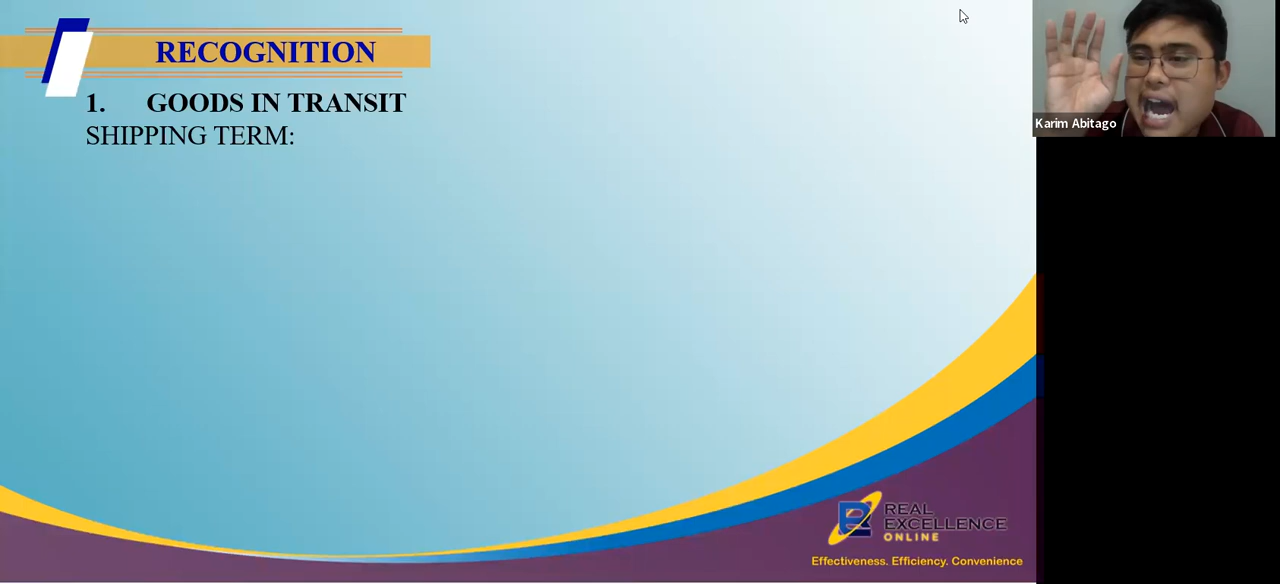 RECOGNITION
1. GOODS IN TRANSIT
SHIPPING TERM:
Karim Abitago
REAL
EXCELLENCE
ONLINE
Effectiveness. Efficiency. Convenience